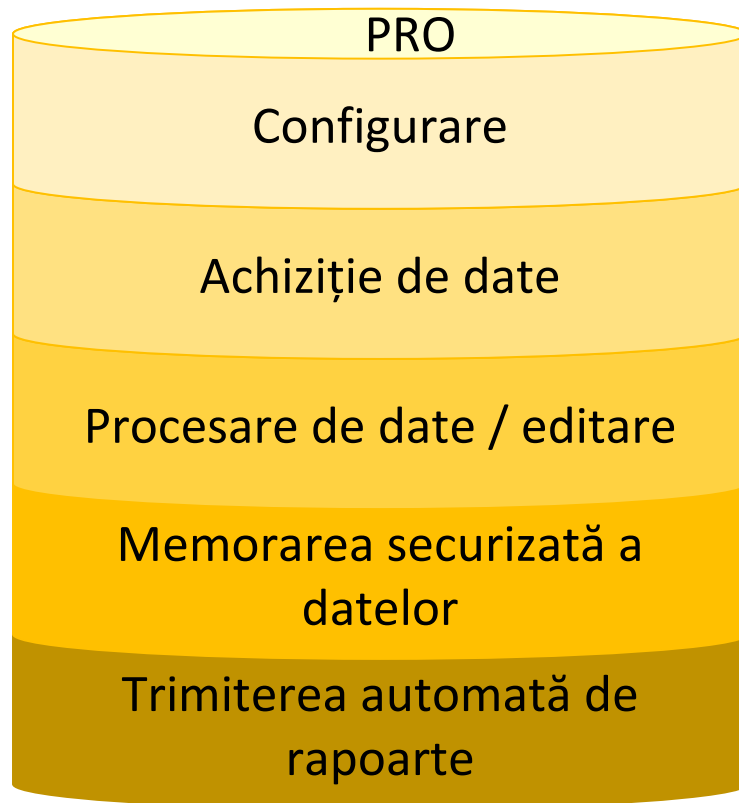 PRO
Configurare
Achiziție de date
Procesare de date / editare
Memorarea securizată a
datelor
Trimiterea automată de
rapoarte